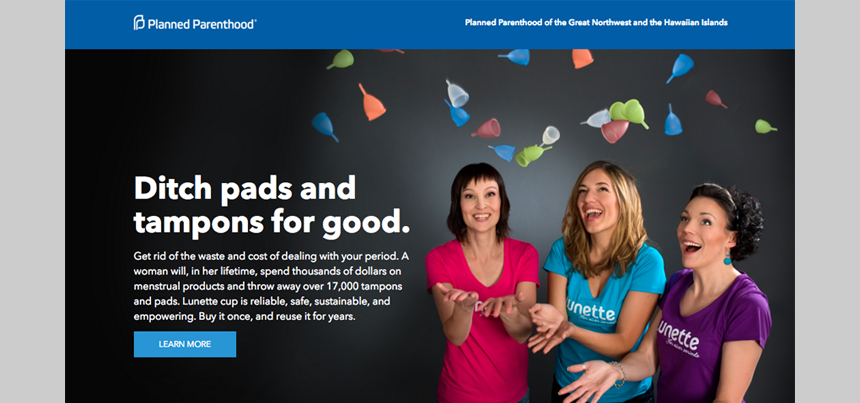 Planned Parenthood®
Planned Parenthood of the Great Northwest and the Hawaiian Islands
Ditch pads and
tampons for good.
Get rid of the waste and cost of dealing with your period. A
woman will, in her lifetime, spend thousands of dollars on
menstrual products and throw away over 17,000 tampons
and pads. Lunette cup is reliable, safe, sustainable, and
empowering. Buy it once, and reuse it for years.
LEARN MORE
unette
unette